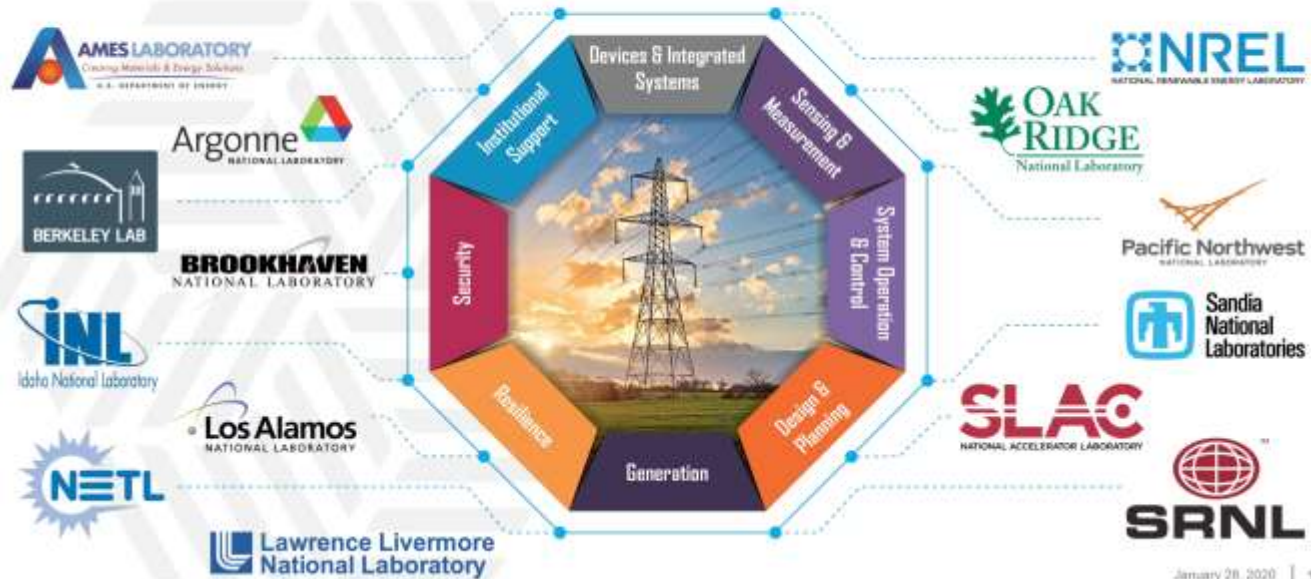 AMES LABORATORY
Creating Materials & Energy Solutions
U.S. DEPARTMENT OF ENERGY
Argonne
NATIONAL LABORATORY
BERKELEY LAB
BROOKHAVEN
NATIONAL LABORATORY
INL
Idaho National Laboratory
Los Alamos
NATIONAL LABORATORY
NETL
Lawrence Livermore
National Laboratory
Devices & Integrated
Systems
Sensing &
Measurement
System Operation
& Control
Design &
Planning
Generation
Resilience
Security
Institutional
Support
NREL
NATIONAL RENEWABLE ENERGY LABORATORY
OAK
RIDGE
National Laboratory
Pacific Northwest
NATIONAL LABORATORY
Sandia
National
Laboratories
SLAC
NATIONAL ACCELERATOR LABORATORY
SRNL
™
January 28, 2020